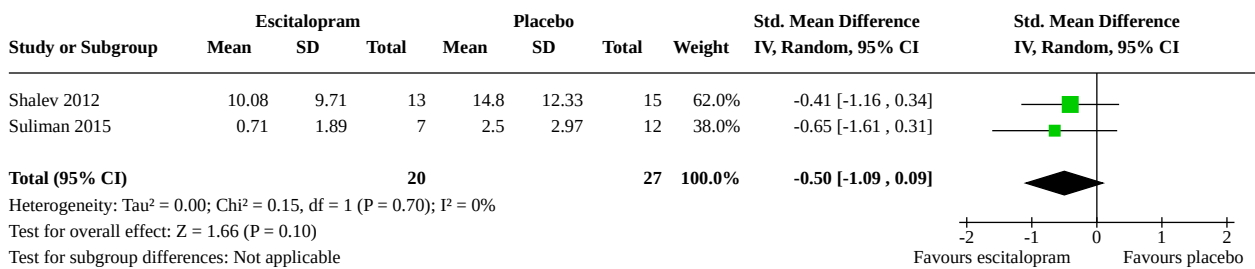 Escitalopram Placebo Std. Mean Difference Std. Mean Difference
Study or Subgroup Mean SD Total Mean SD Total Weight IV, Random, 95% CI IV, Random, 95% CI
Shalev 2012 10.08 9.71 13 14.8 12.33 15 62.0% -0.41 [-1.16 , 0.34]
Suliman 2015 0.71 1.89 7 2.5 2.97 12 38.0% -0.65 [-1.61 , 0.31]
Total (95% CI) 20 27 100.0% -0.50 [-1.09 , 0.09]
Heterogeneity: Tau² = 0.00; Chi² = 0.15, df = 1 (P = 0.70); I² = 0%
Test for overall effect: Z = 1.66 (P = 0.10)
-2 -1 0 1 2
Test for subgroup differences: Not applicable Favours escitalopram Favours placebo